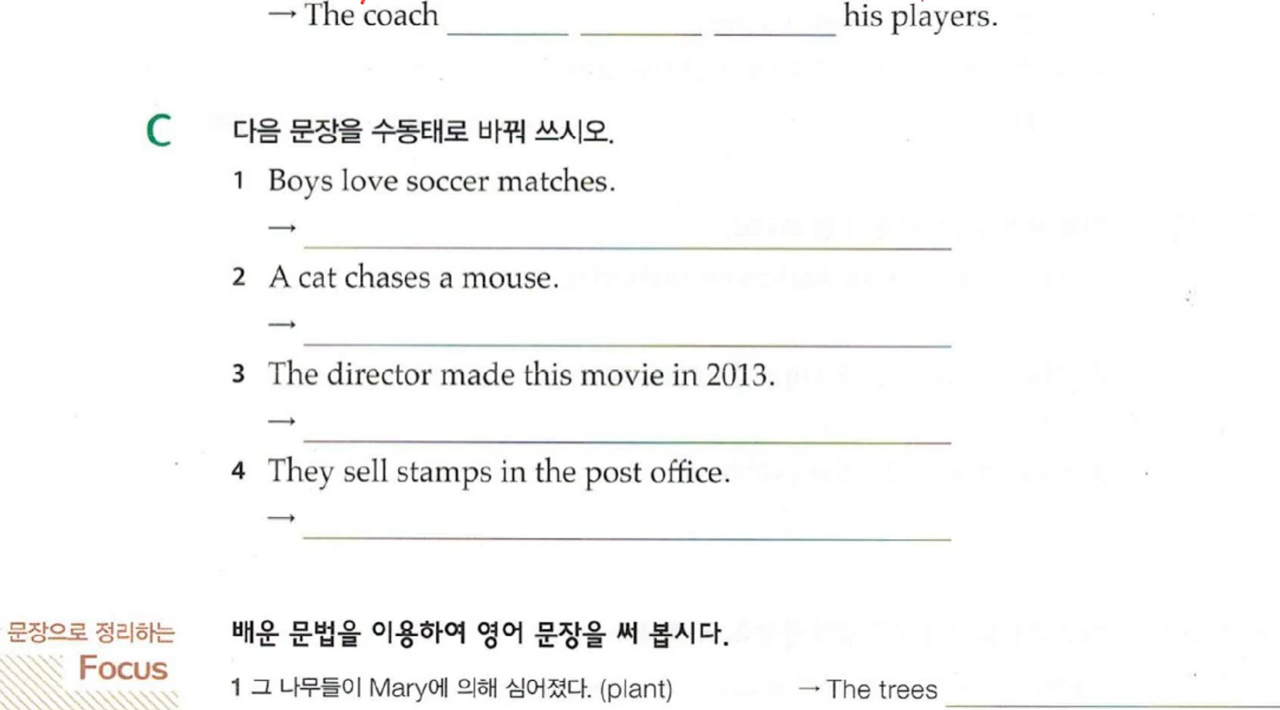 → The coach his players.
C 다음 문장을 수동태로 바꿔 쓰시오.
1 Boys love soccer matches.
→
2 A cat chases a mouse.
→
3 The director made this movie in 2013.
→
4 They sell stamps in the post office.
→
문장으로 정리하는 배운 문법을 이용하여 영어 문장을 써 봅시다.
Focus
1 그 나무들이 Mary에 의해 심어졌다. (plant) → The trees